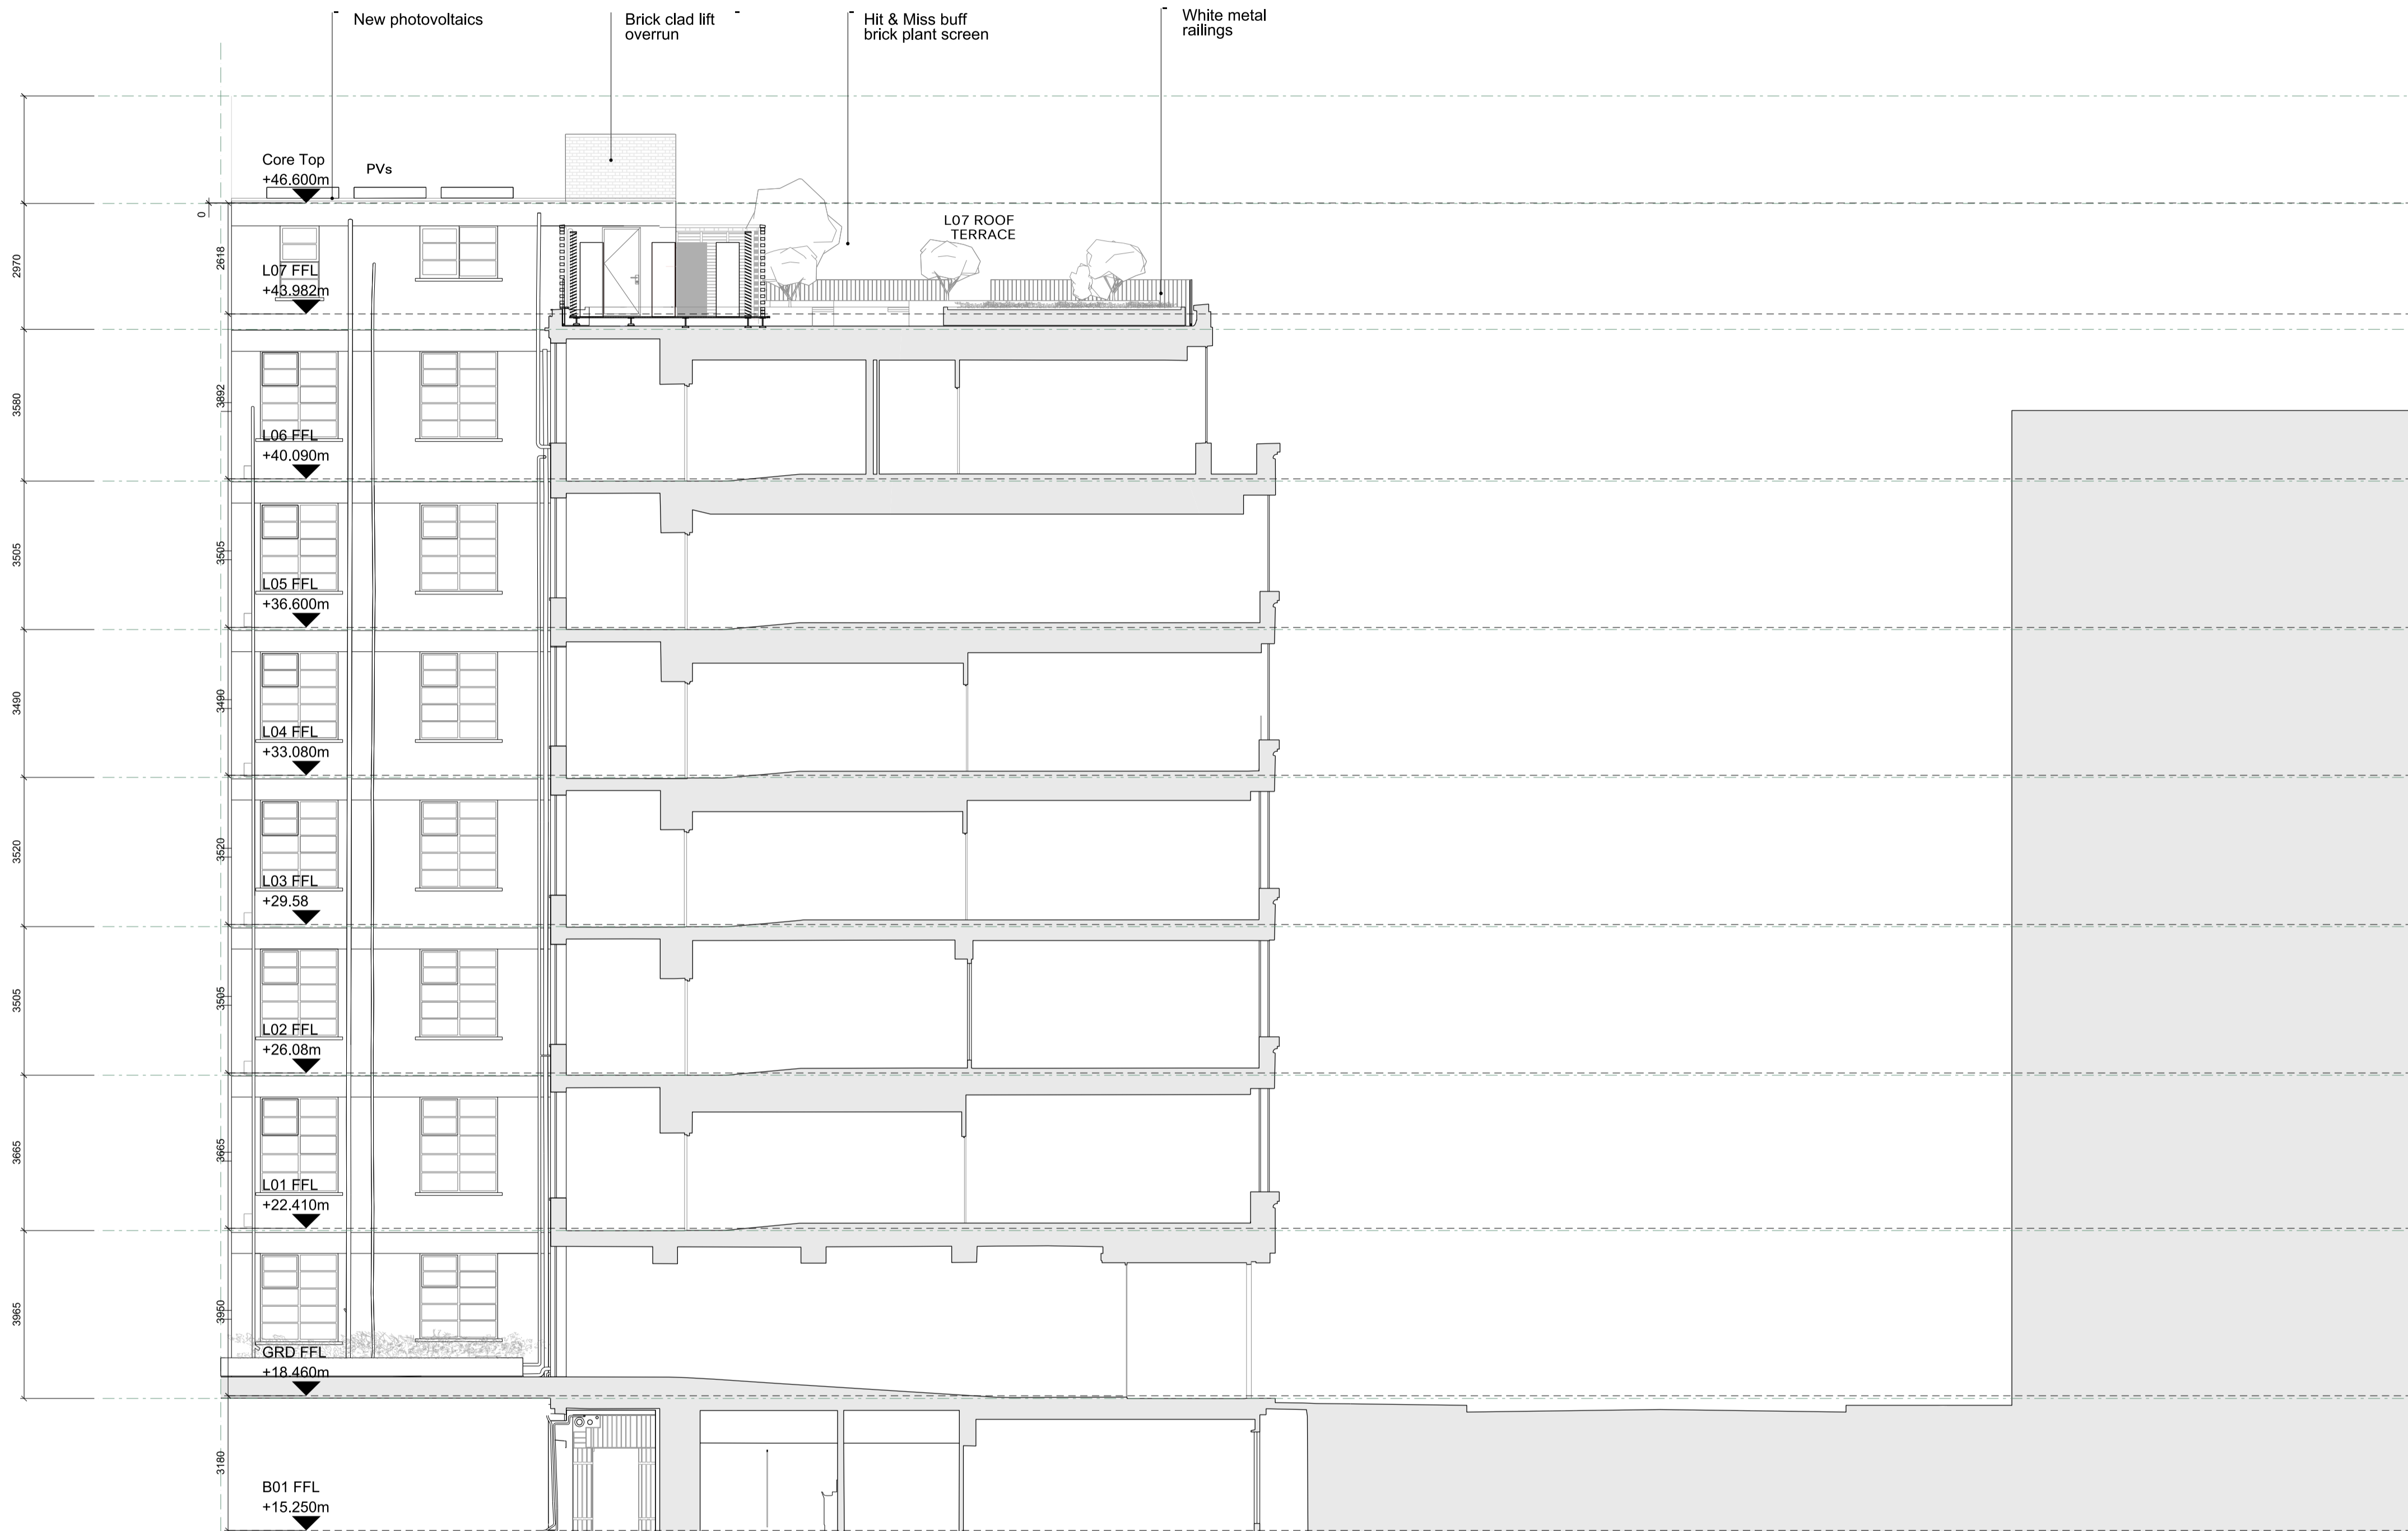 New photovoltaics
Brick clad lift
overrun
Hit & Miss buff
brick plant screen
White metal
railings
Core Top
+46.600m
PVs
0
L07 ROOF
TERRACE
2970
2618
L07 FFL
+43.982m
3580
3892
L06 FFL
+40.090m
3505
3505
L05 FFL
+36.600m
3490
3490
L04 FFL
+33.080m
3520
3520
L03 FFL
+29.58
3505
3505
L02 FFL
+26.08m
3665
3665
L01 FFL
+22.410m
3965
3950
GRD FFL
+18.460m
3180
B01 FFL
+15.250m